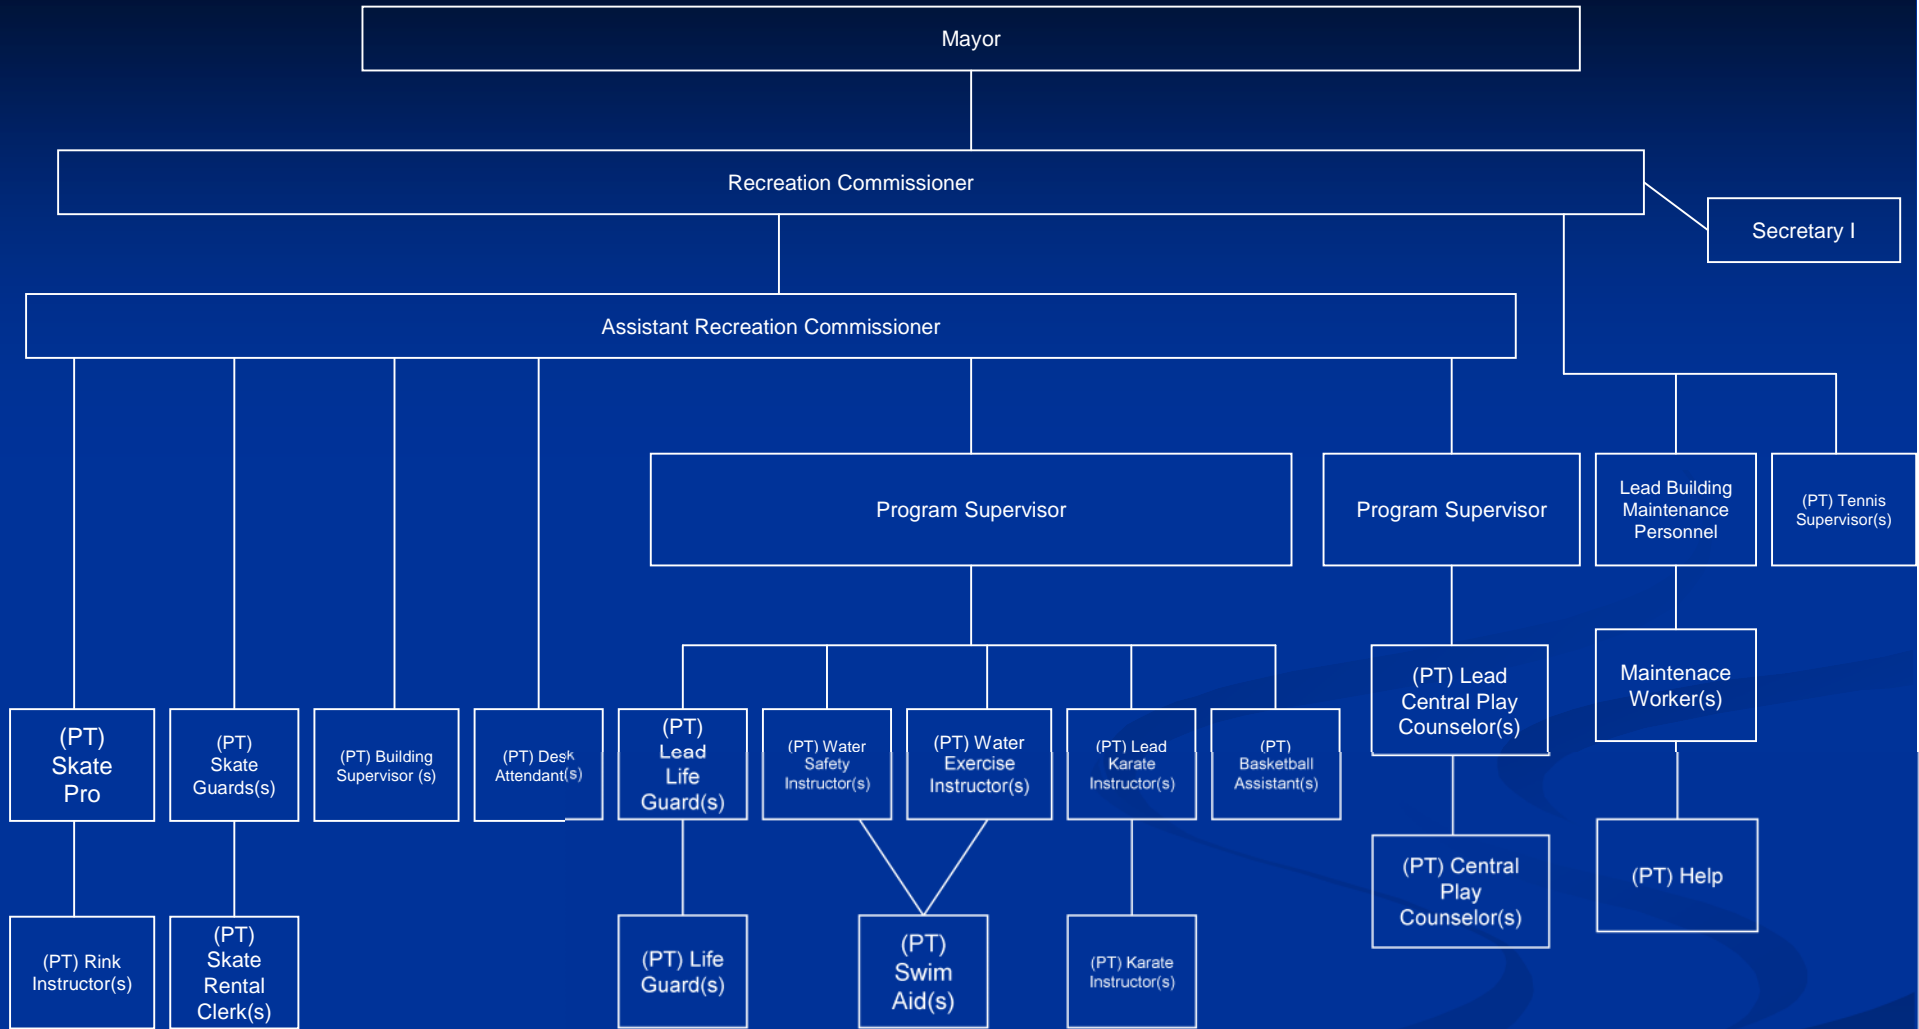 Mayor
Recreation Commissioner
Secretary I
Assistant Recreation Commissioner
Program Supervisor
Program Supervisor
Lead Building
Maintenance
Personnel
(PT) Tennis
Supervisor(s)
(PT)
Skate
Pro
(PT)
Skate
Guards(s)
(PT) Building
Supervisor (s)
(PT) Desk
Attendant(s)
(PT)
Lead
Life
Guard(s)
(PT) Water
Safety
Instructor(s)
(PT) Water
Exercise
Instructor(s)
(PT) Lead
Karate
Instructor(s)
(PT)
Basketball
Assistant(s)
(PT) Lead
Central Play
Counselor(s)
Maintenace
Worker(s)
(PT) Rink
Instructor(s)
(PT)
Skate
Rental
Clerk(s)
(PT) Life
Guard(s)
(PT)
Swim
Aid(s)
(PT) Karate
Instructor(s)
(PT) Central
Play
Counselor(s)
(PT) Help